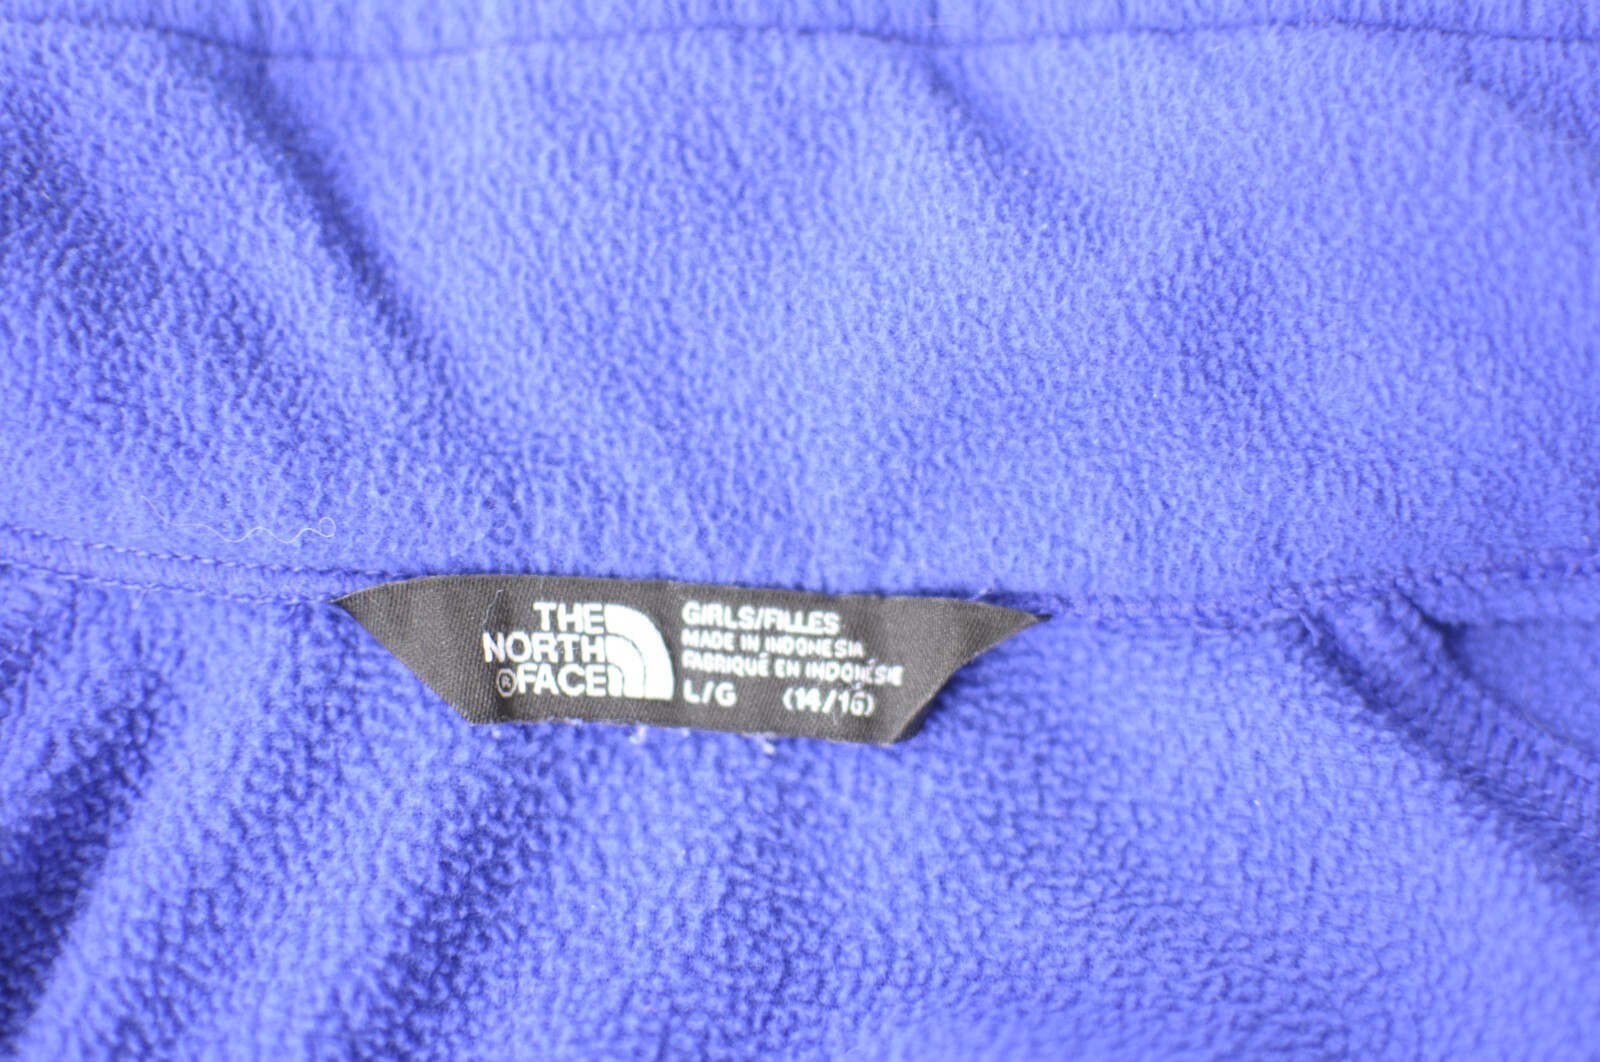 THE
NORTH
®FACE
GIRLS/FILLES
MADE IN INDONESIA
FABRIQUÉ EN INDONÉSIE
L/G (14/16)